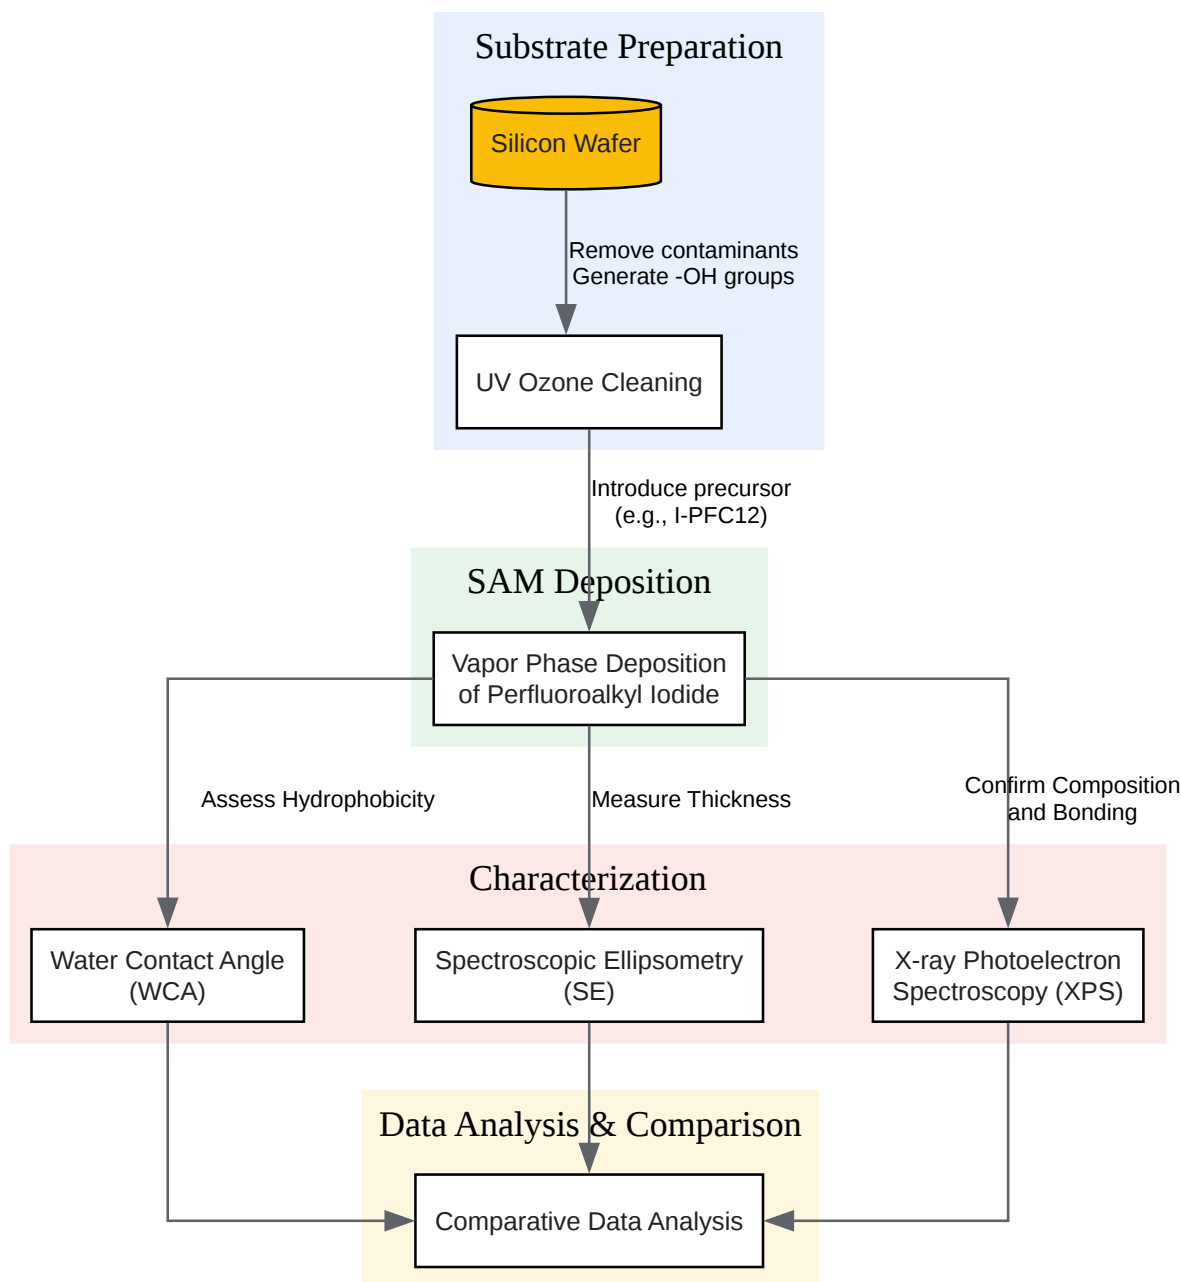 Substrate Preparation
Silicon Wafer
Remove contaminants
Generate -OH groups
UV Ozone Cleaning
Introduce precursor
(e.g., I-PFC12)
SAM Deposition
Vapor Phase Deposition
of Perfluoroalkyl Iodide
Assess Hydrophobicity
Measure Thickness
Confirm Composition
and Bonding
Characterization
Water Contact Angle
(WCA)
Spectroscopic Ellipsometry
(SE)
X-ray Photoelectron
Spectroscopy (XPS)
Data Analysis & Comparison
Comparative Data Analysis